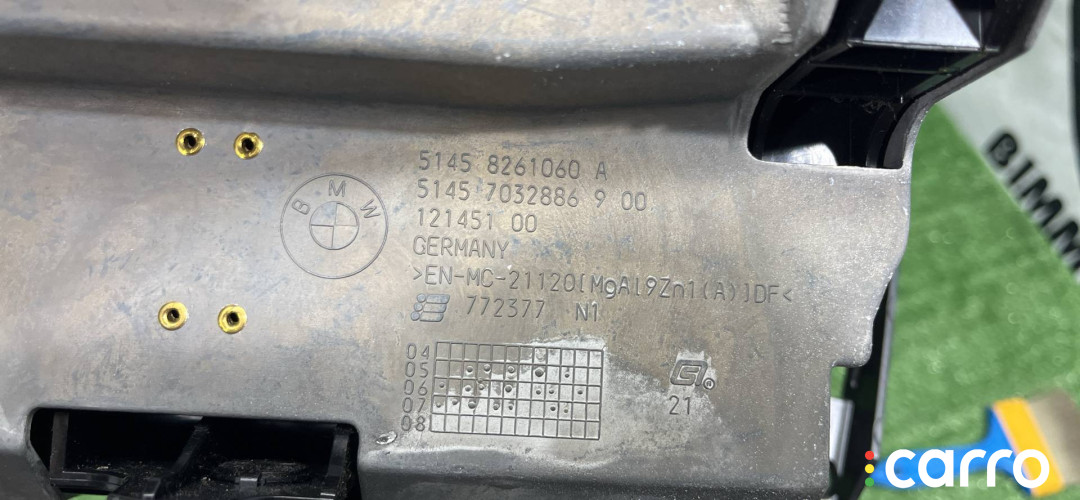 BMW
5145 8261060 A
5145 7032886 9 00
121451 00
GERMANY
>EN-MC-21120[MgAl9Zn1(A)]DF<
772377 N1
04
05
06
07
08
21
BIMM
carro